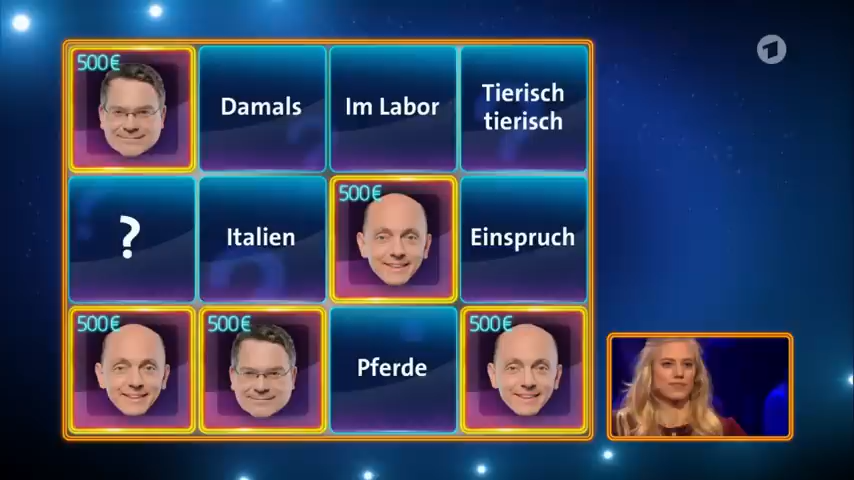 500€
Damals
Im Labor
Tierisch
tierisch
?
Italien
500€
Einspruch
500€
500€
Pferde
500€
1